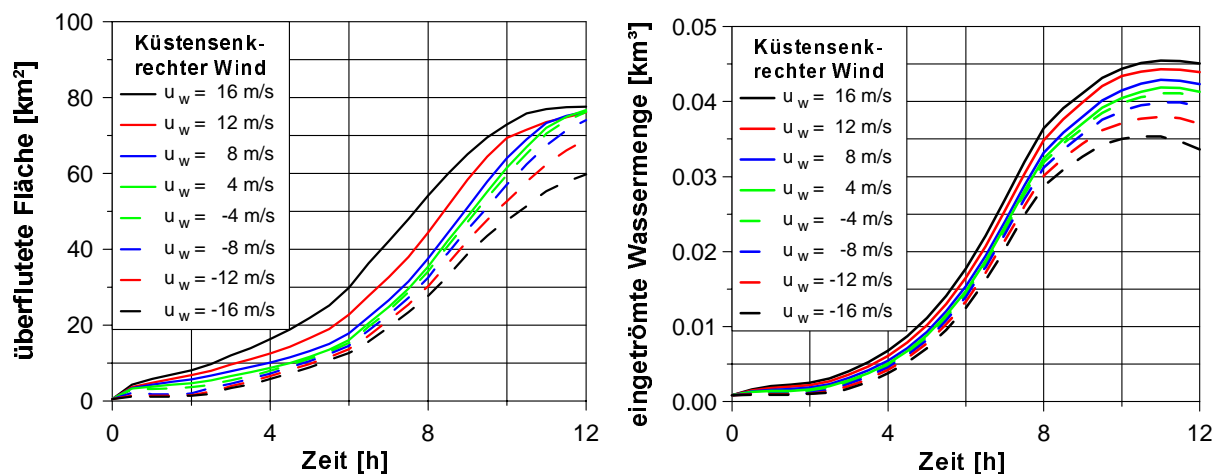 100
80
60
40
20
0
überflutete Fläche [km²]
Küstensenk-
rechter Wind
u w = 16 m/s
u w = 12 m/s
u w = 8 m/s
u w = 4 m/s
u w = -4 m/s
u w = -8 m/s
u w = -12 m/s
u w = -16 m/s
0 4 8 12
Zeit [h]
0.05
0.04
0.03
0.02
0.01
0.00
eingetrömte Wassermenge [km³]
Küstensenk-
rechter Wind
u w = 16 m/s
u w = 12 m/s
u w = 8 m/s
u w = 4 m/s
u w = -4 m/s
u w = -8 m/s
u w = -12 m/s
u w = -16 m/s
0 4 8 12
Zeit [h]